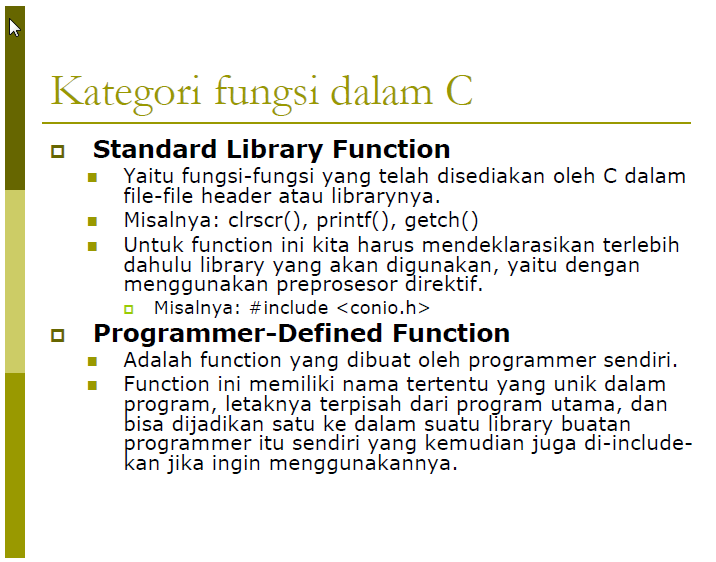 Kategori fungsi dalam C
Standard Library Function
Yaitu fungsi-fungsi yang telah disediakan oleh C dalam
file-file header atau librarynya.
Misalnya: clrscr(), printf(), getch()
Untuk function ini kita harus mendeklarasikan terlebih
dahulu library yang akan digunakan, yaitu dengan
menggunakan preprosesor direktif.
Misalnya: #include <conio.h>
Programmer-Defined Function
Adalah function yang dibuat oleh programmer sendiri.
Function ini memiliki nama tertentu yang unik dalam
program, letaknya terpisah dari program utama, dan
bisa dijadikan satu ke dalam suatu library buatan
programmer itu sendiri yang kemudian juga di-include-
kan jika ingin menggunakannya.